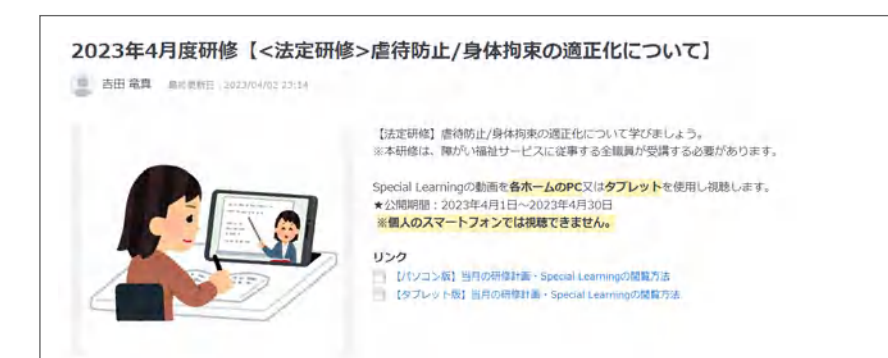 2023年4月度研修【<法定研修>虐待防止/身体拘束の適正化について】
吉田 竜真 最終更新日：2023/04/03 23:14
【法定研修】虐待防止/身体拘束の適正化について学びましょう。
※本研修は、障がい福祉サービスに従事する全職員が受講する必要があります。
Special Learningの動画を各ホームのPC又はタブレットを使用し視聴します。
★公開期間：2023年4月1日～2023年4月30日
※個人のスマートフォンでは視聴できません。
リンク
【パソコン版】当月の研修計画・Special Learningの閲覧方法
【タブレット版】当月の研修計画・Special Learningの閲覧方法